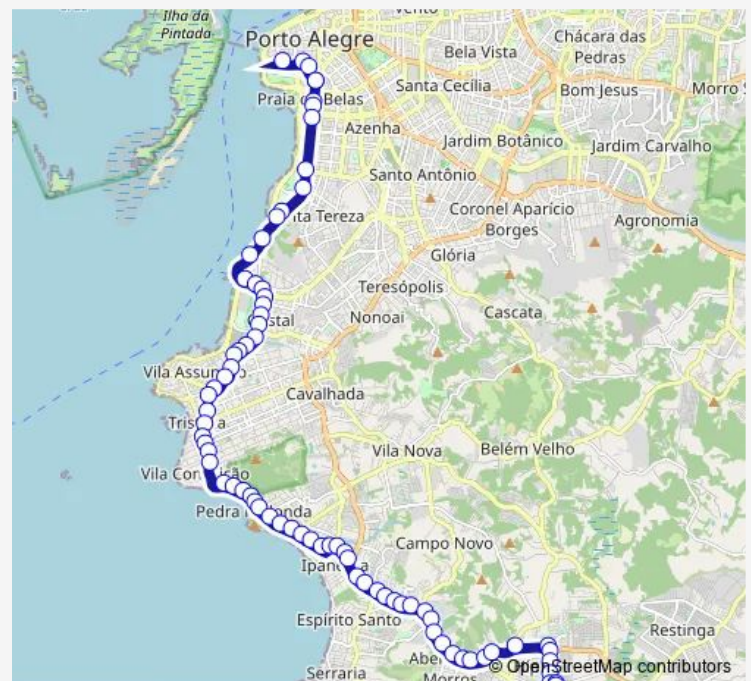 Ilha da
Pintada
Porto Alegre
Bela Vista
Chácara das
Pedras
Santa Cecília
Bom Jesus
Morro S
Azenha
Jardim Botânico
Jardim Carvalho
Santo Antônio
Coronel Aparício
Borges
Agronomia
Glória
Teresópolis
Nonoai
Cascata
Cavalhada
Vila Nova
Belém Velho
Campo Novo
Espírito Santo
Restinga
Serraria
© OpenStreetMap contributors